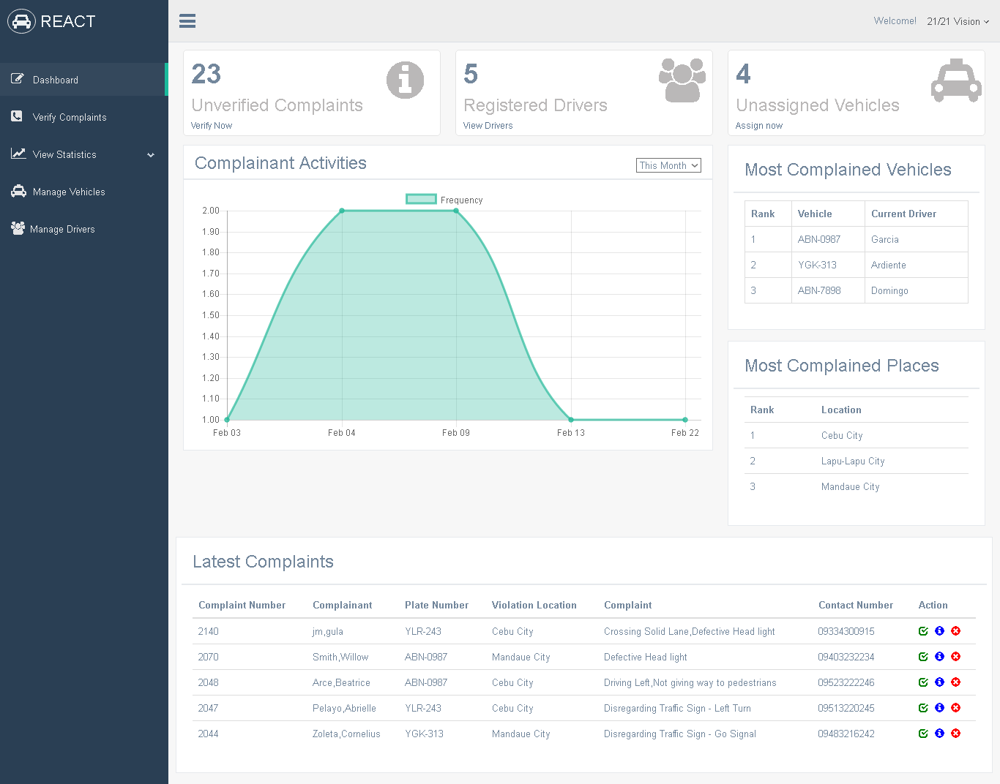 REACT
Welcome! 21/21 Vision
Dashboard
Verify Complaints
View Statistics
Manage Vehicles
Manage Drivers
23
Unverified Complaints
Verify Now
5
Registered Drivers
View Drivers
4
Unassigned Vehicles
Assign now
Complainant Activities
This Month
Frequency
2.00
1.90
1.80
1.70
1.60
1.50
1.40
1.30
1.20
1.10
1.00
Feb 03 Feb 04 Feb 09 Feb 13 Feb 22
Most Complained Vehicles
Rank Vehicle Current Driver
1 ABN-0987 Garcia
2 YGK-313 Ardiente
3 ABN-7898 Domingo
Most Complained Places
Rank Location
1 Cebu City
2 Lapu-Lapu City
3 Mandaue City
Latest Complaints
Complaint Number Complainant Plate Number Violation Location Complaint Contact Number Action
2140 jm,gula YLR-243 Cebu City Crossing Solid Lane,Defective Head light 09334300915
2070 Smith,Willow ABN-0987 Mandaue City Defective Head light 09403232234
2048 Arce,Beatrice ABN-0987 Cebu City Driving Left,Not giving way to pedestrians 09523222246
2047 Pelayo,Abrielle YLR-243 Cebu City Disregarding Traffic Sign - Left Turn 09513220245
2044 Zoleta,Cornelius YGK-313 Mandaue City Disregarding Traffic Sign - Go Signal 09483216242